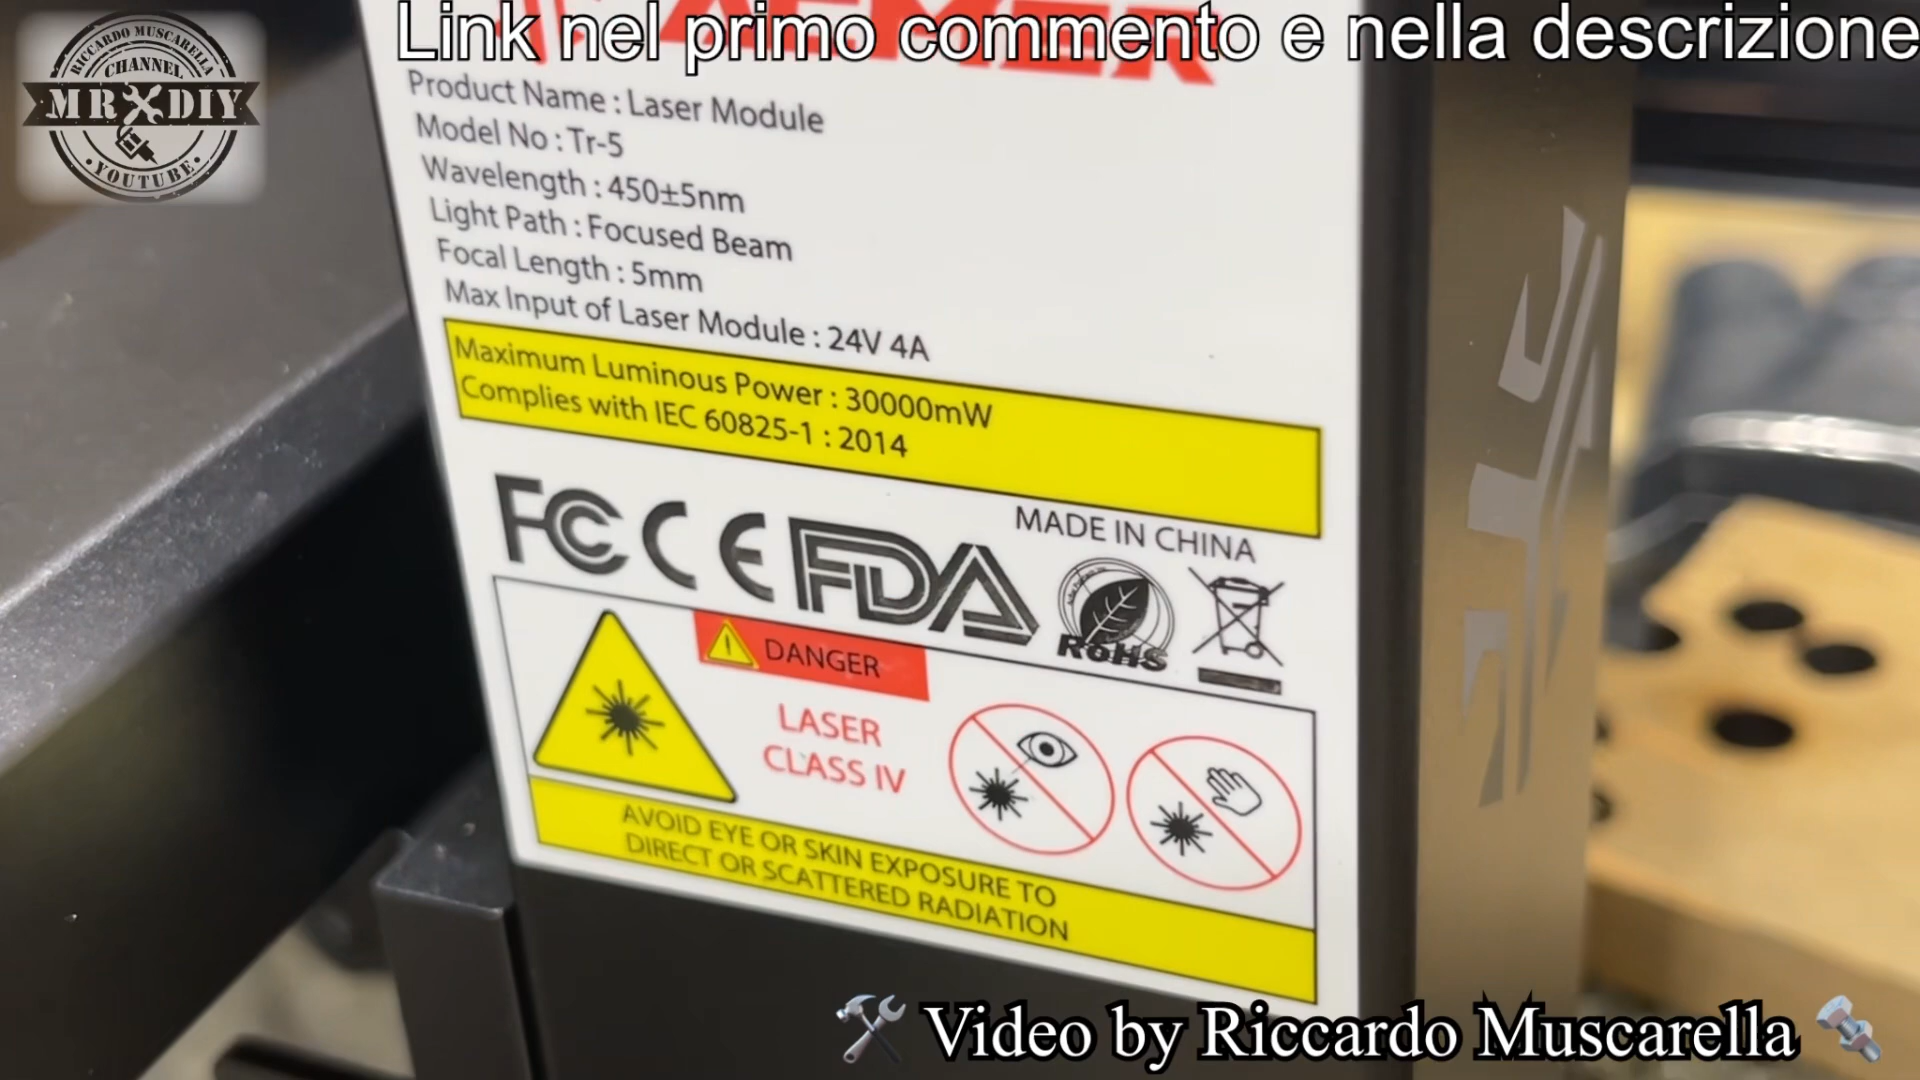 Link nel primo commento e nella descrizione
RICCARDO MUSCARELLA
CHANNEL
MR DIY
YOUTUBE
Product Name : Laser Module
Model No : Tr-5
Wavelength : 450±5nm
Light Path : Focused Beam
Focal Length : 5mm
Max Input of Laser Module : 24V 4A
Maximum Luminous Power : 30000mW
Complies with IEC 60825-1 : 2014
MADE IN CHINA
FC CE FDA RoHS
DANGER
LASER
CLASS IV
AVOID EYE OR SKIN EXPOSURE TO
DIRECT OR SCATTERED RADIATION
Video by Riccardo Muscarella